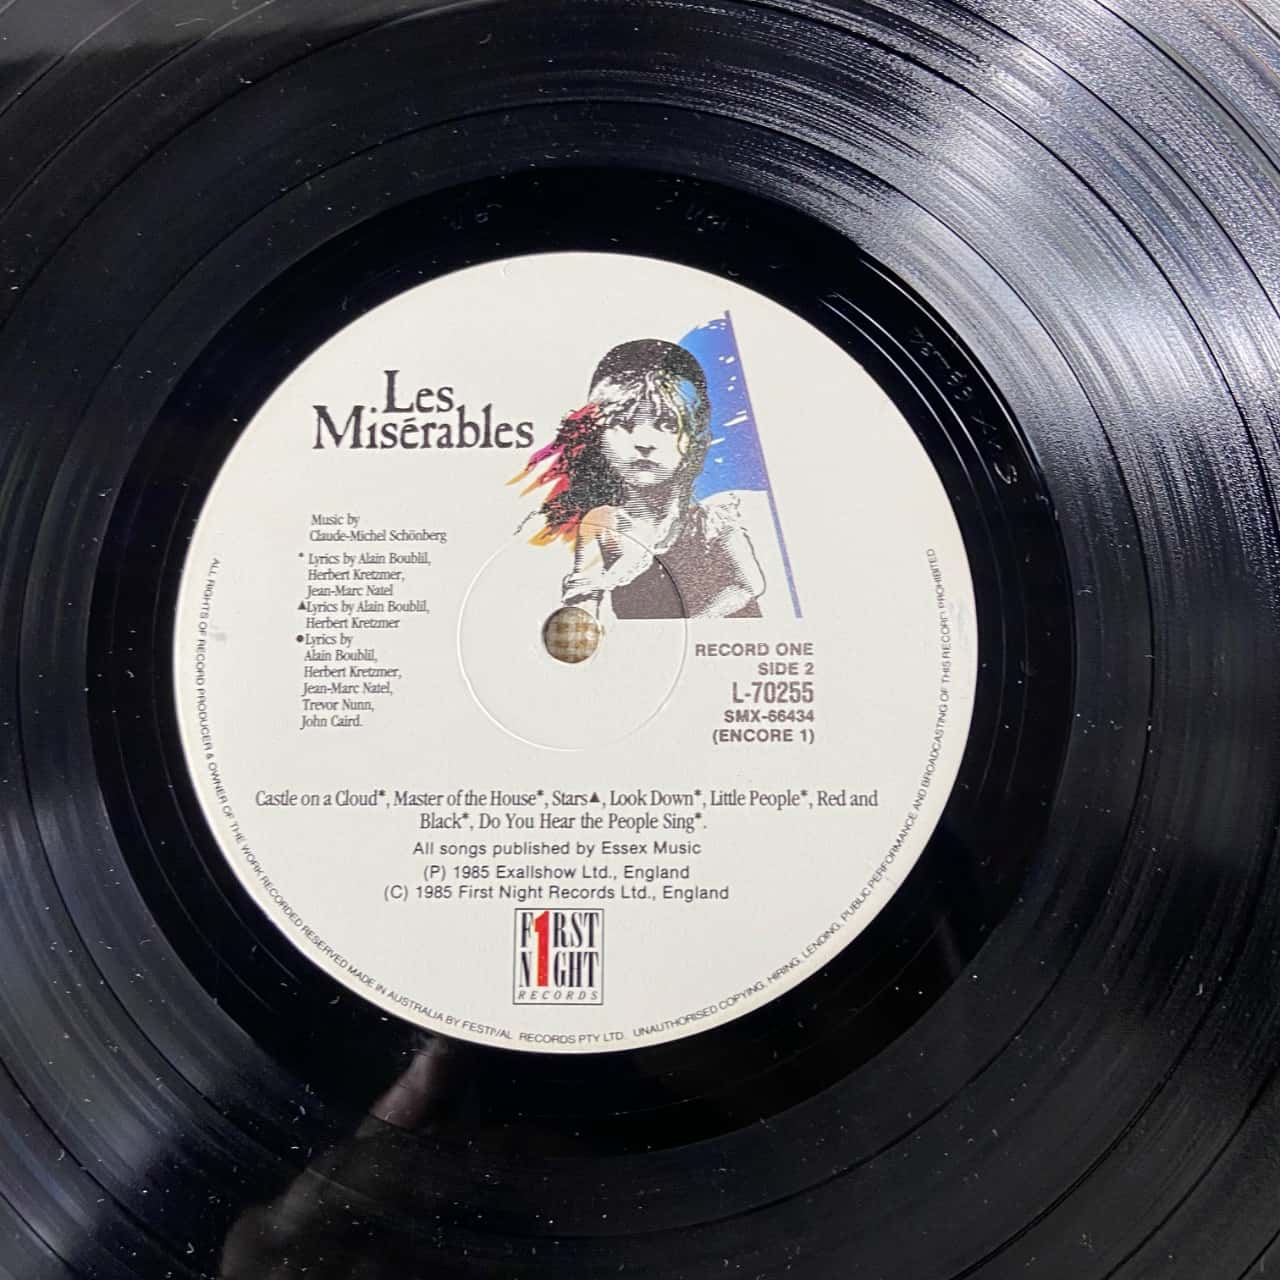 Les
Misérables
Music by
Claude-Michel Schönberg
* Lyrics by Alain Boublil,
Herbert Kretzmer,
Jean-Marc Natel
▲Lyrics by Alain Boublil,
Herbert Kretzmer
●Lyrics by
Alain Boublil,
Herbert Kretzmer,
Jean-Marc Natel,
Trevor Nunn,
John Caird.
RECORD ONE
SIDE 2
L-70255
SMX-66434
(ENCORE 1)
Castle on a Cloud*, Master of the House*, Stars▲, Look Down*, Little People*, Red and
Black*, Do You Hear the People Sing*.
All songs published by Essex Music
(P) 1985 Exallshow Ltd., England
(C) 1985 First Night Records Ltd., England
F1RST
N1GHT
RECORDS
ALL RIGHTS OF RECORD PRODUCER & OWNER OF THE WORK RECORDED RESERVED MADE IN AUSTRALIA BY FESTIVAL RECORDS PTY LTD. UNAUTHORISED COPYING, HIRING, LENDING, PUBLIC PERFORMANCE AND BROADCASTING OF THIS RECORD PROHIBITED